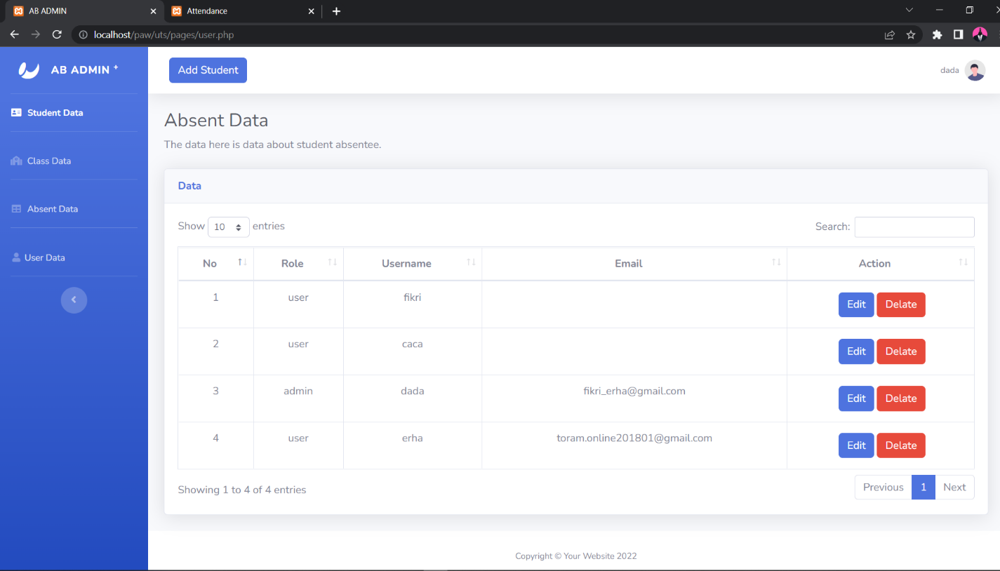 AB ADMIN
Attendance
localhost/paw/uts/pages/user.php
AB ADMIN +
Add Student
dada
Student Data
Class Data
Absent Data
User Data
Absent Data
The data here is data about student absentee.
Data
Show 10 entries
Search:
No Role Username Email Action
1 user fikri Edit Delate
2 user caca Edit Delate
3 admin dada fikri_erha@gmail.com Edit Delate
4 user erha toram.online201801@gmail.com Edit Delate
Showing 1 to 4 of 4 entries
Previous 1 Next
Copyright © Your Website 2022